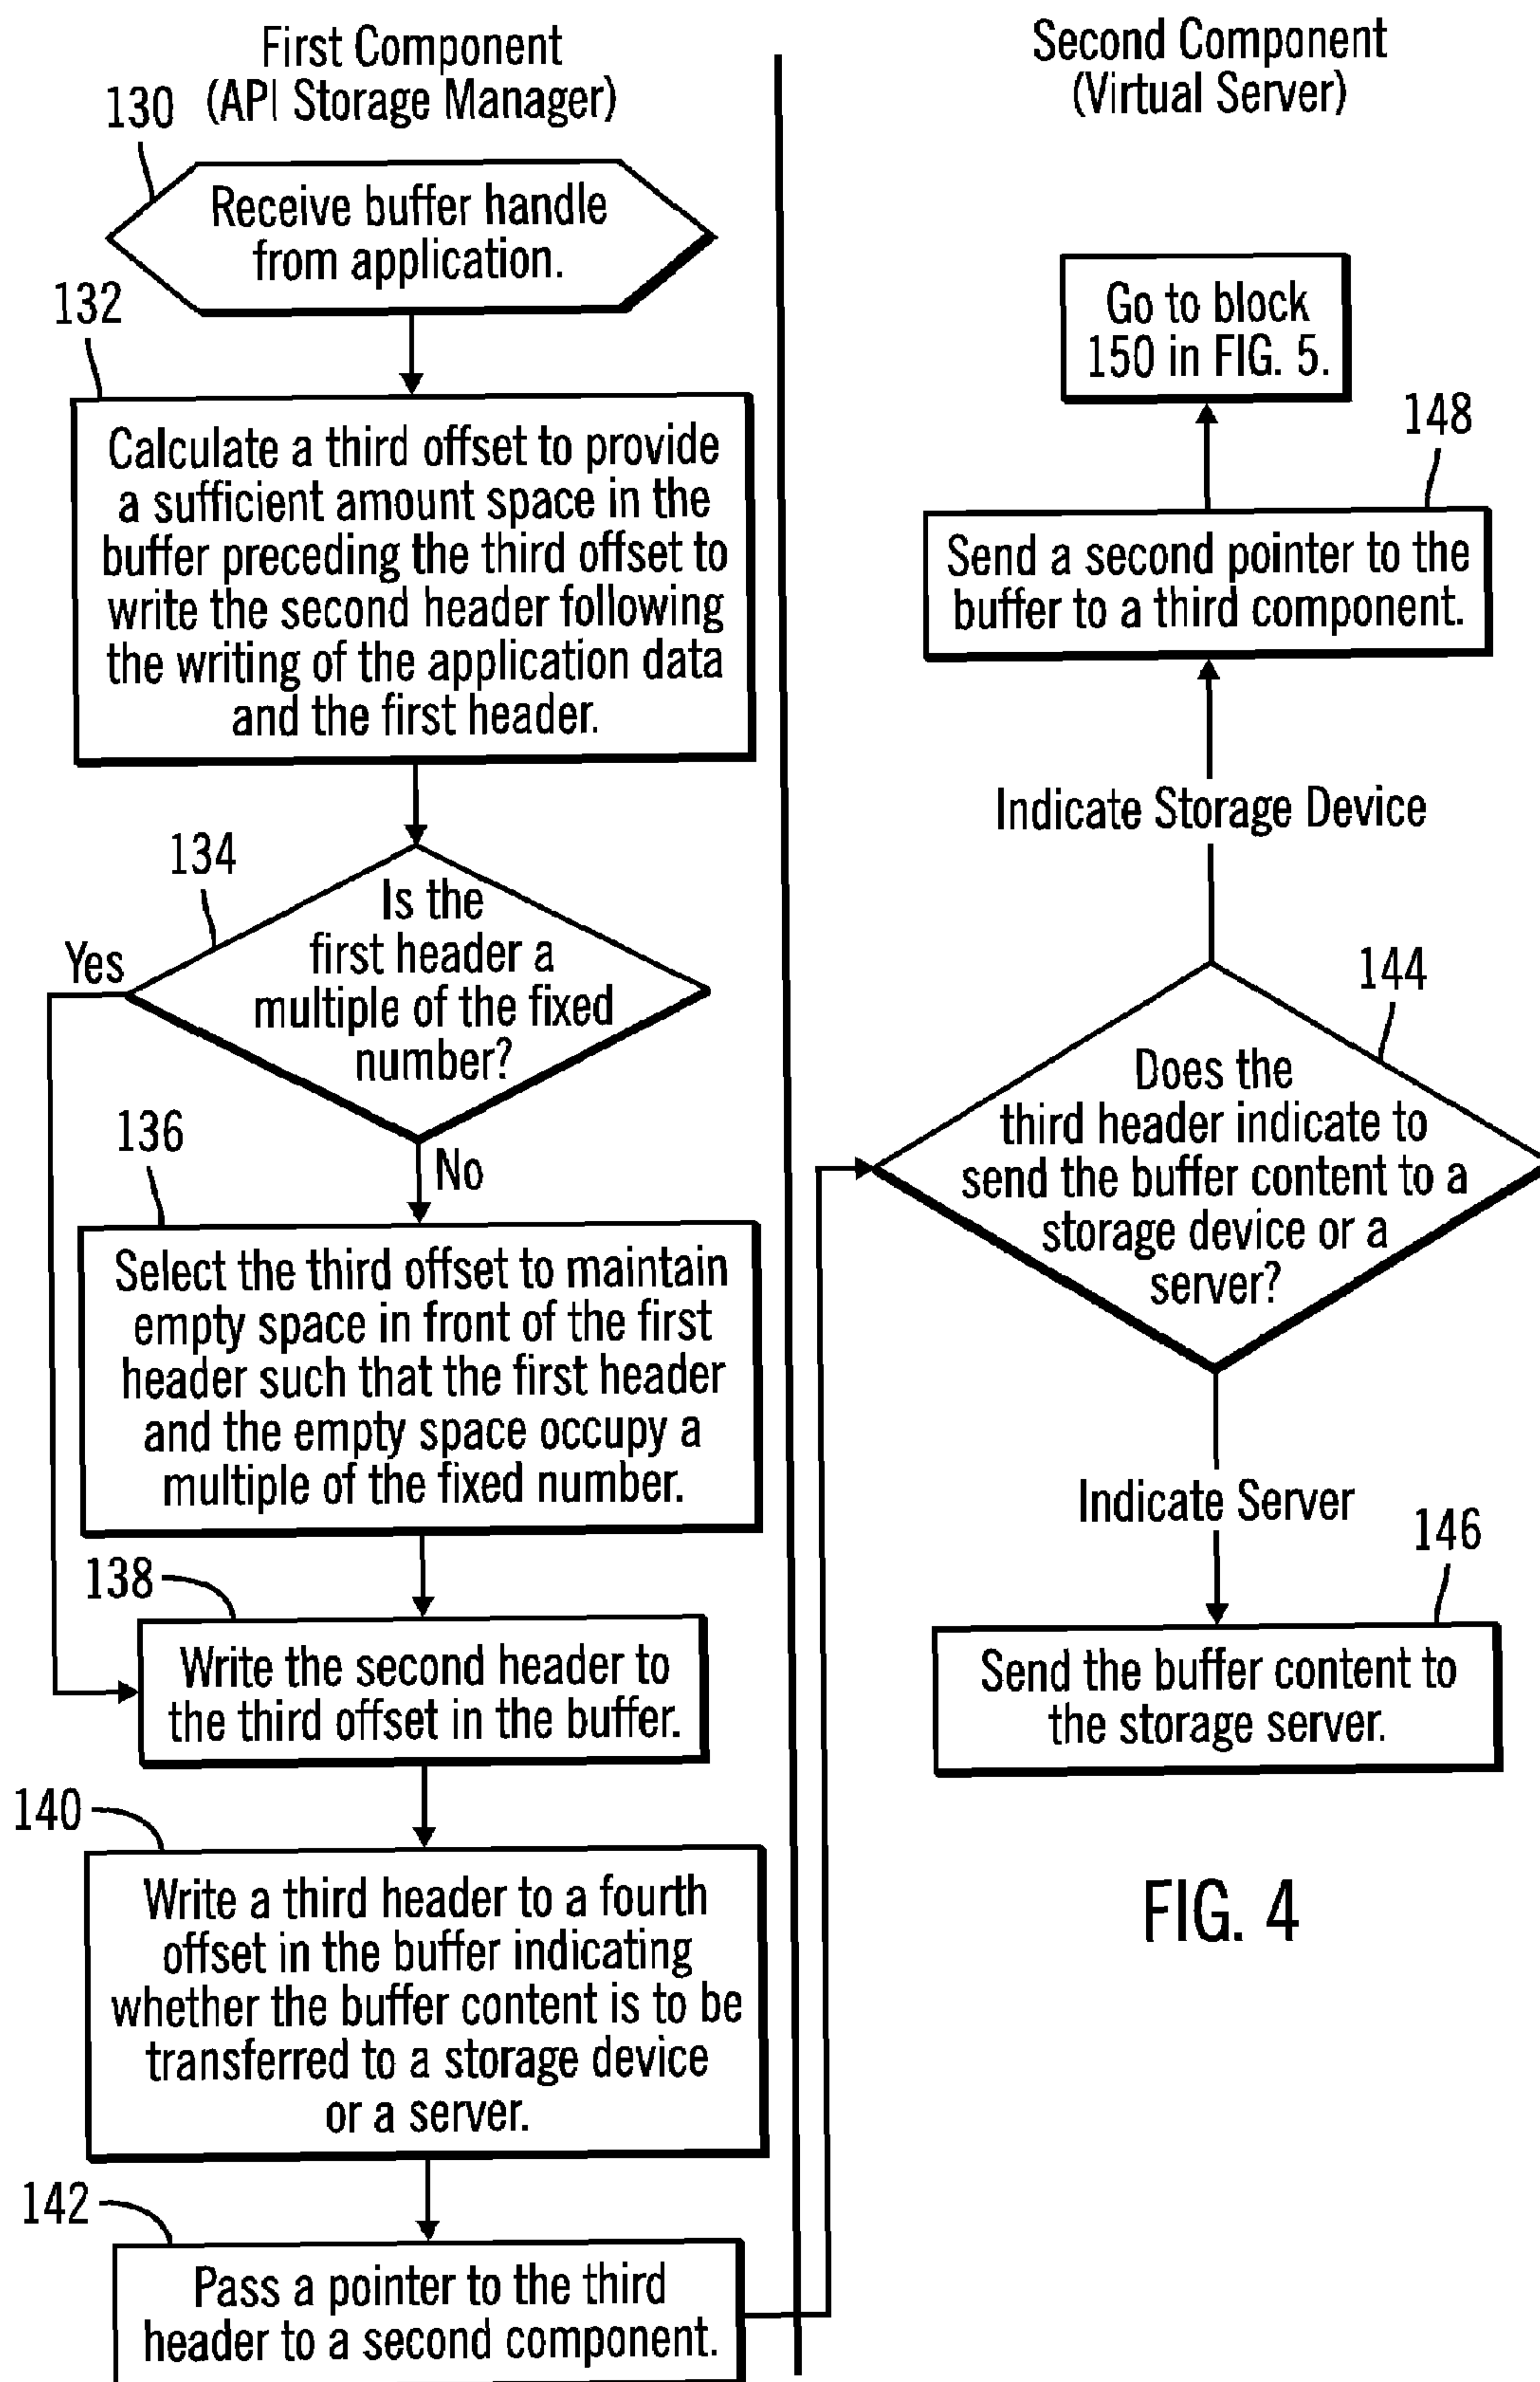 First Component
(API Storage Manager)
130
Receive buffer handle
from application.
132
Calculate a third offset to provide
a sufficient amount space in the
buffer preceding the third offset to
write the second header following
the writing of the application data
and the first header.
134
Is the
first header a
multiple of the fixed
number?
Yes
No
136
Select the third offset to maintain
empty space in front of the first
header such that the first header
and the empty space occupy a
multiple of the fixed number.
138
Write the second header to
the third offset in the buffer.
140
Write a third header to a fourth
offset in the buffer indicating
whether the buffer content is to be
transferred to a storage device
or a server.
142
Pass a pointer to the third
header to a second component.
Second Component
(Virtual Server)
Go to block
150 in FIG. 5.
148
Send a second pointer to the
buffer to a third component.
Indicate Storage Device
144
Does the
third header indicate to
send the buffer content to a
storage device or a
server?
Indicate Server
146
Send the buffer content to
the storage server.
FIG. 4